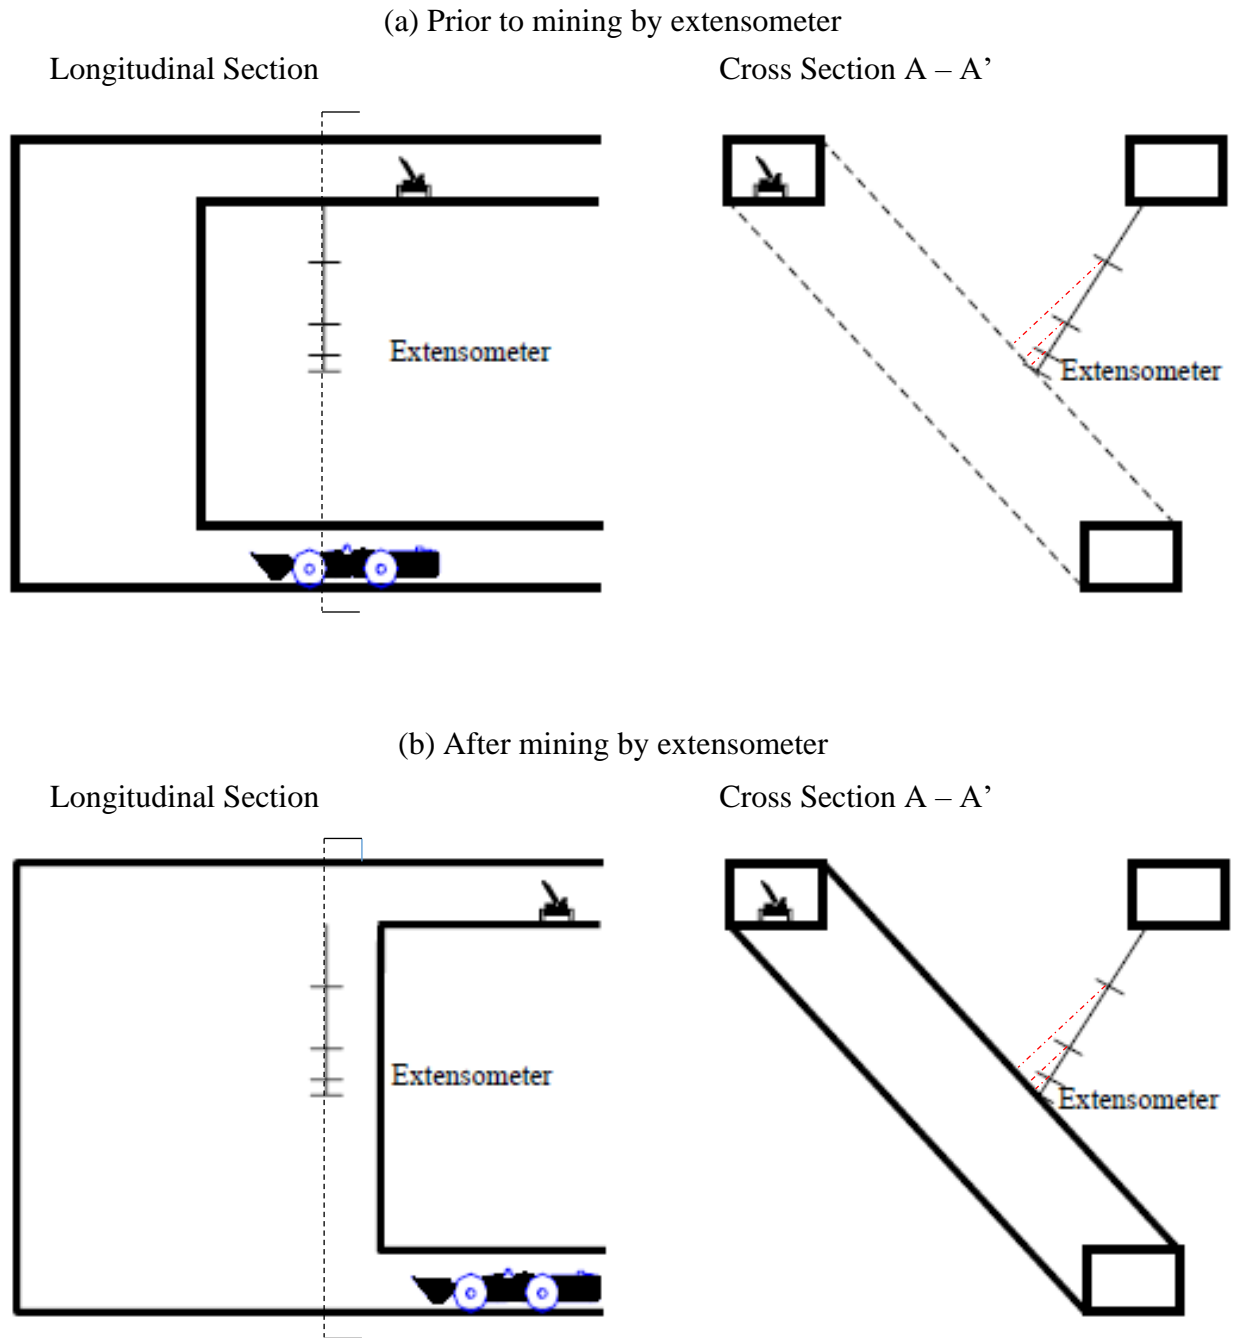 (a) Prior to mining by extensometer
Longitudinal Section
Cross Section A – A’
Extensometer
Extensometer
(b) After mining by extensometer
Longitudinal Section
Cross Section A – A’
Extensometer
Extensometer